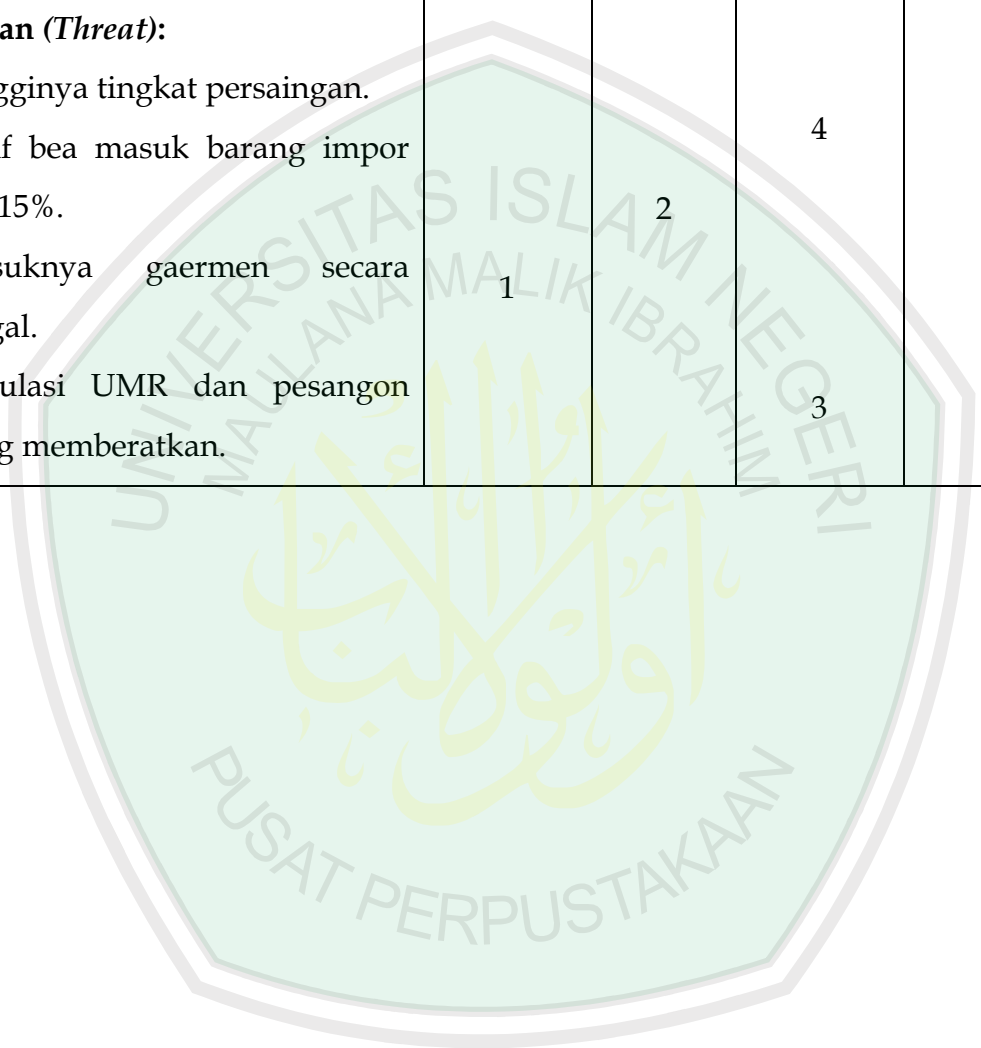 an (Threat):
gginya tingkat persaingan.
4
f bea masuk barang impor
15%.
2
suknya gaermen secara
1
gal.
ulasi UMR dan pesangon
3
g memberatkan.
UNIVERSITAS ISLAM NEGERI
MAULANA MALIK IBRAHIM
PUSAT PERPUSTAKAAN